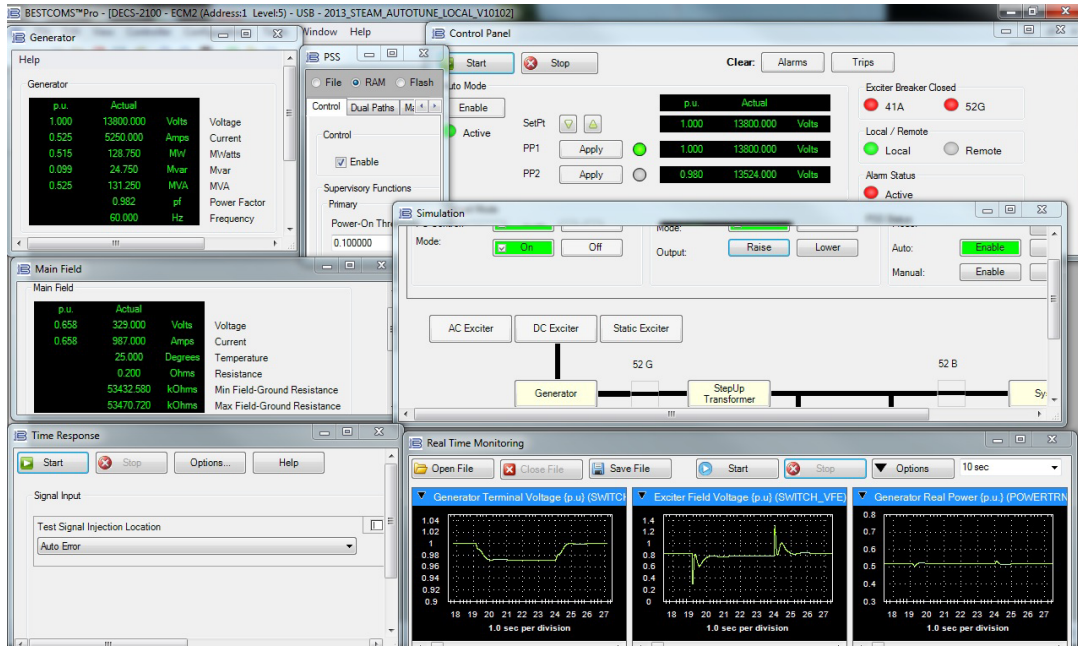 BESTCOMS™Pro - [DECS-2100 - ECM2 (Address:1 Level:5) - USB - 2013_STEAM_AUTOTUNE_LOCAL_V10102]
Window Help
Generator
Help
Generator
p.u. Actual
1.000 13800.000 Volts Voltage
0.525 5250.000 Amps Current
0.515 128.750 MW MWatts
0.099 24.750 Mvar Mvar
0.525 131.250 MVA MVA
0.982 pf Power Factor
60.000 Hz Frequency
PSS
File RAM Flash
Control Dual Paths
Control
Enable
Supervisory Functions
Primary
Power-On Thr
0.100000
Control Panel
Start Stop Clear: Alarms Trips
uto Mode
Enable
Active
p.u. Actual
SetPt 1.000 13800.000 Volts
PP1 Apply 1.000 13800.000 Volts
PP2 Apply 0.980 13524.000 Volts
Exciter Breaker Closed
41A 52G
Local / Remote
Local Remote
Alarm Status
Active
Simulation
Mode: On Off
Mode:
Output: Raise Lower
Auto: Enable
Manual: Enable
AC Exciter DC Exciter Static Exciter
52 G 52 B
Generator
StepUp
Transformer
Sy
Main Field
Main Field
p.u. Actual
0.658 329.000 Volts Voltage
0.658 987.000 Amps Current
25.000 Degrees Temperature
0.200 Ohms Resistance
53432.580 kOhms Min Field-Ground Resistance
53470.720 kOhms Max Field-Ground Resistance
Time Response
Start Stop Options... Help
Signal Input
Test Signal Injection Location
Auto Error
Real Time Monitoring
Open File Close File Save File Start Stop Options 10 sec
Generator Terminal Voltage {p.u} (SWITCH
1.04
1.02
1
0.98
0.96
0.94
0.92
0.9
18 19 20 21 22 23 24 25 26 27
1.0 sec per division
Exciter Field Voltage {p.u} (SWITCH_VFE)
1.4
1.2
1
0.8
0.6
0.4
0.2
0
18 19 20 21 22 23 24 25 26 27
1.0 sec per division
Generator Real Power {p.u.} (POWERTRN
0.8
0.7
0.6
0.5
0.4
0.3
18 19 20 21 22 23 24 25 26 27
1.0 sec per division